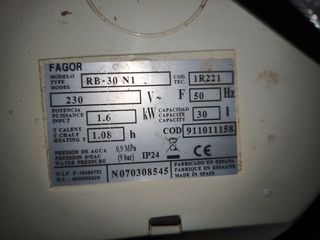 FAGOR
MODELO
TYPE
MODEL
RB-30 N1
COD.
TEC.
1R221
230 V~ F 50 Hz
POTENCIA
PUISSANCE
INPUT
1.6 kW
CAPACIDAD
CAPACITÉ
CAPACITY
30 l
T CALENT
T CHAUF
HEATING T
1.08 h
COD 911011158
PRESION DE AGUA
PRESSION D'EAU
WATER PRESSURE
0,9 MPa
(9 bar)
IP24
FABRICADO EN ESPAÑA
FABRIQUE EN ESPAGNE
MADE IN SPAIN
N070308545